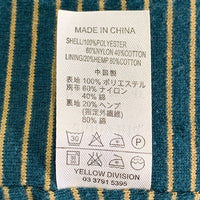 MADE IN CHINA
SHELL/100%POLYESTER
60%NYLON 40%COTTON
LINING/20%HEMP 80%COTTON
中国製
表地 100% ポリエステル
別布 60% ナイロン
40% 綿
裏地 20% ヘンプ
(指定外繊維)
80% 綿
YELLOW DIVISION
03 3791 5395